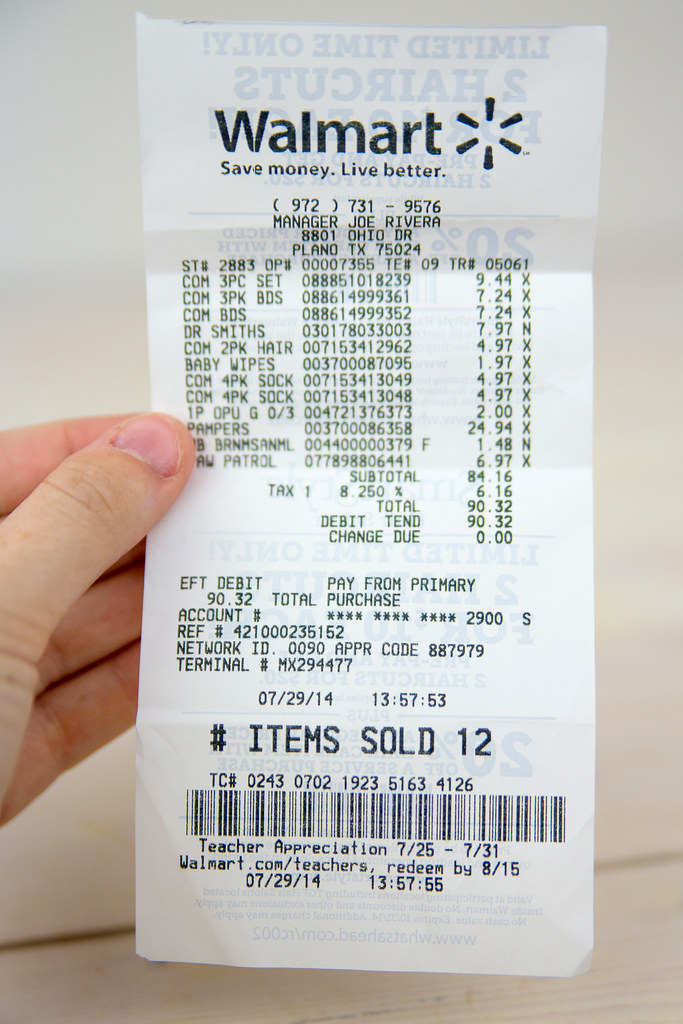 Walmart
Save money. Live better.
( 972 ) 731 - 9576
MANAGER JOE RIVERA
8801 OHIO DR
PLANO TX 75024
ST# 2883 OP# 00007355 TE# 09 TR# 05061
COM 3PC SET 088851018239 9.44 X
COM 3PK BDS 088614999361 7.24 X
COM BDS 088614999352 7.24 X
DR SMITHS 030178033003 7.97 N
COM 2PK HAIR 007153412962 4.97 X
BABY WIPES 003700087095 1.97 X
COM 4PK SOCK 007153413049 4.97 X
COM 4PK SOCK 007153413048 4.97 X
1P OPU G 0/3 004721376373 2.00 X
PAMPERS 003700086358 24.94 X
B BRNMSANML 004400000379 F 1.48 N
AW PATROL 077898806441 6.97 X
SUBTOTAL 84.16
TAX 1 8.250 % 6.16
TOTAL 90.32
DEBIT TEND 90.32
CHANGE DUE 0.00
EFT DEBIT PAY FROM PRIMARY
90.32 TOTAL PURCHASE
ACCOUNT # **** **** **** 2900 S
REF # 421000235152
NETWORK ID. 0090 APPR CODE 887979
TERMINAL # MX294477
07/29/14 13:57:53
# ITEMS SOLD 12
TC# 0243 0702 1923 5163 4126
Teacher Appreciation 7/25 - 7/31
Walmart.com/teachers, redeem by 8/15
07/29/14 13:57:55